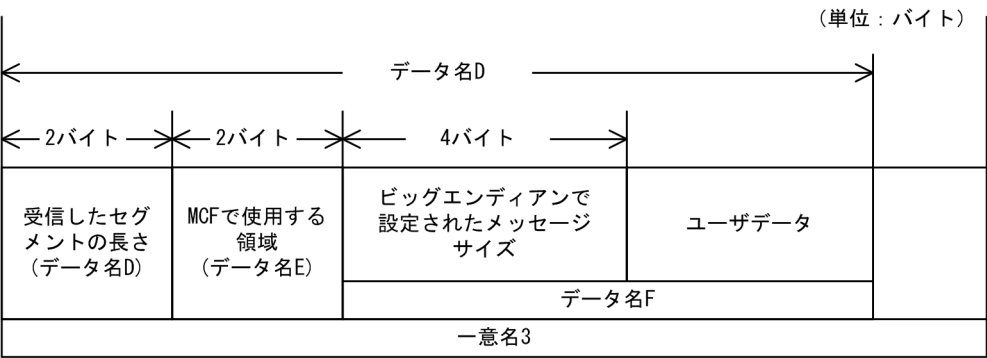 （単位：バイト）
データ名D
2バイト
2バイト
4バイト
受信したセグ
メントの長さ
（データ名D）
MCFで使用する
領域
（データ名E）
ビッグエンディアンで
設定されたメッセージ
サイズ
ユーザデータ
データ名F
一意名3